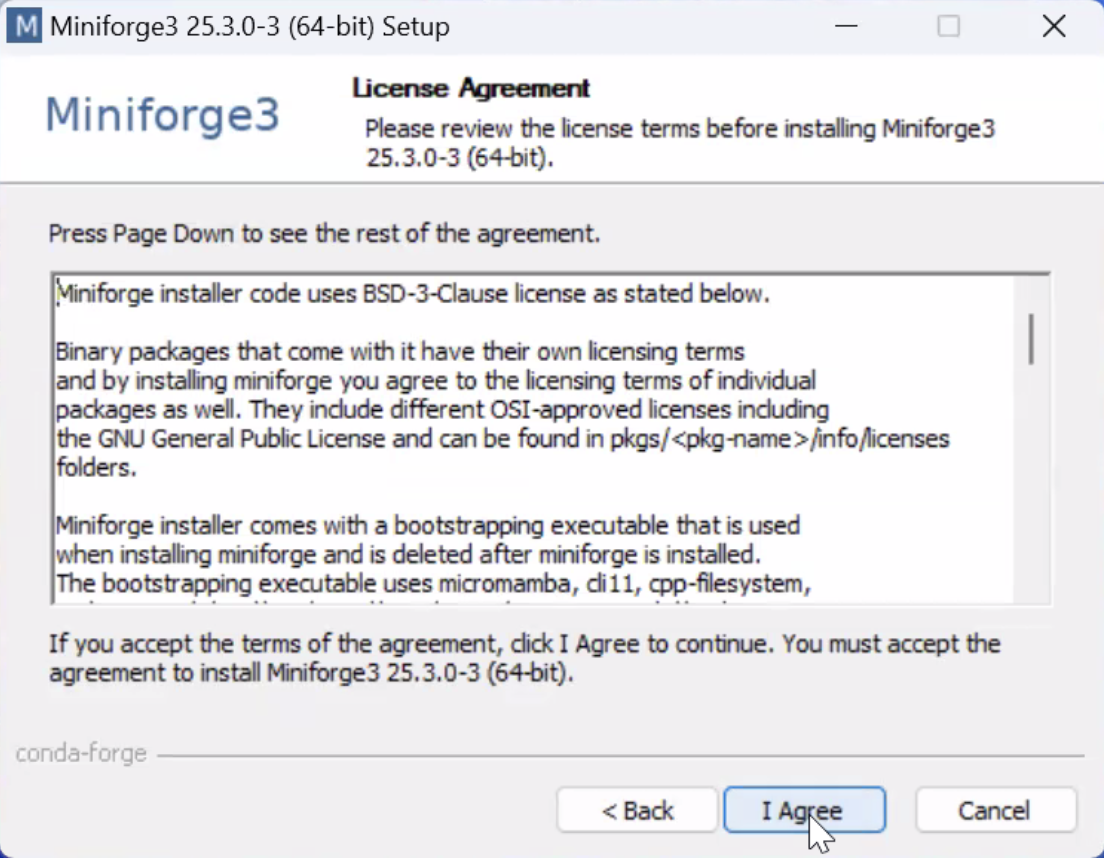 Miniforge3 25.3.0-3 (64-bit) Setup
Miniforge3
License Agreement
Please review the license terms before installing Miniforge3
25.3.0-3 (64-bit).
Press Page Down to see the rest of the agreement.
Miniforge installer code uses BSD-3-Clause license as stated below.
Binary packages that come with it have their own licensing terms
and by installing miniforge you agree to the licensing terms of individual
packages as well. They include different OSI-approved licenses including
the GNU General Public License and can be found in pkgs/<pkg-name>/info/licenses
folders.
Miniforge installer comes with a bootstrapping executable that is used
when installing miniforge and is deleted after miniforge is installed.
The bootstrapping executable uses micromamba, cli11, cpp-filesystem,
If you accept the terms of the agreement, click I Agree to continue. You must accept the
agreement to install Miniforge3 25.3.0-3 (64-bit).
conda-forge
< Back
I Agree
Cancel